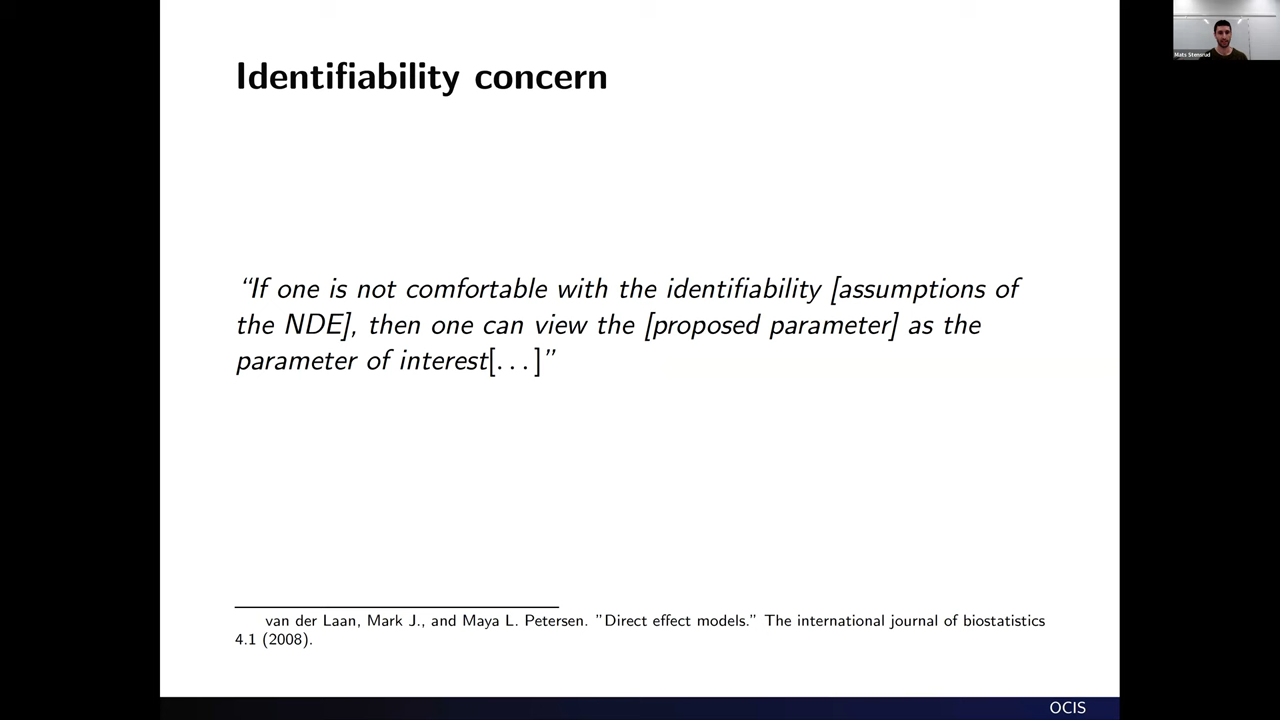 Identifiability concern
Mats Stensrud
“If one is not comfortable with the identifiability [assumptions of
the NDE], then one can view the [proposed parameter] as the
parameter of interest[. . . ]”
van der Laan, Mark J., and Maya L. Petersen. ”Direct effect models.” The international journal of biostatistics
4.1 (2008).
OCIS